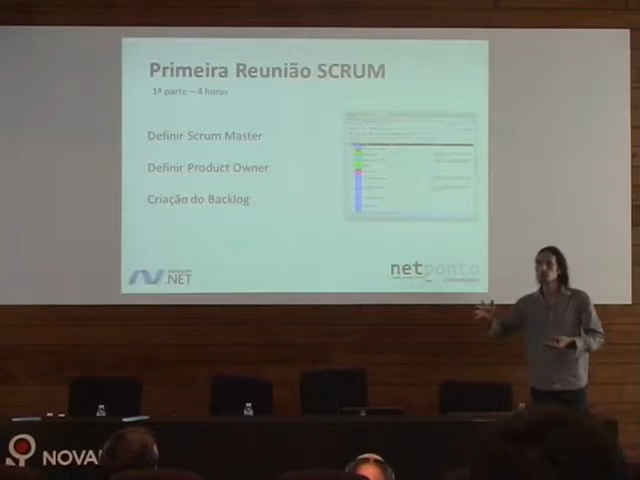 Primeira Reunião SCRUM
1ª parte – 4 horas
Definir Scrum Master
Definir Product Owner
Criação do Backlog
.NET
netponto
NOVA